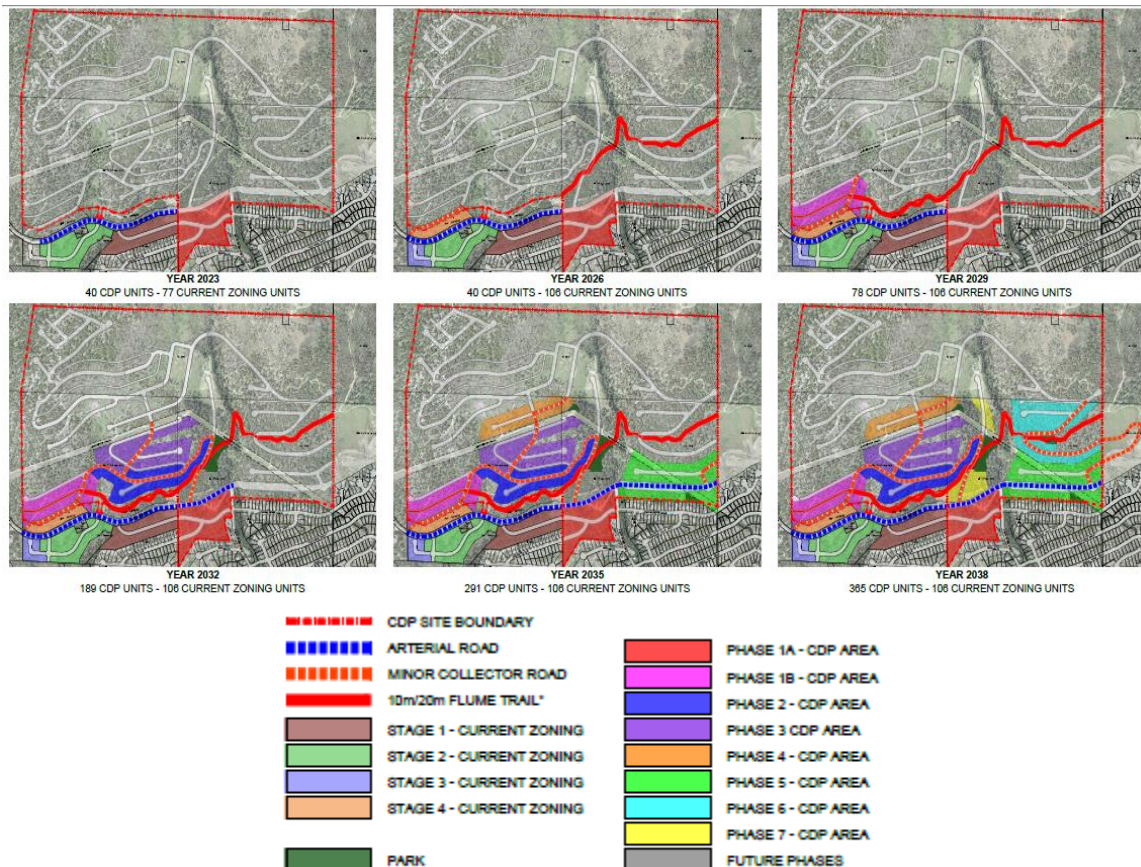 YEAR 2023
40 CDP UNITS - 77 CURRENT ZONING UNITS
YEAR 2026
40 CDP UNITS - 106 CURRENT ZONING UNITS
YEAR 2029
78 CDP UNITS - 106 CURRENT ZONING UNITS
YEAR 2032
189 CDP UNITS - 106 CURRENT ZONING UNITS
YEAR 2035
291 CDP UNITS - 106 CURRENT ZONING UNITS
YEAR 2038
365 CDP UNITS - 106 CURRENT ZONING UNITS
CDP SITE BOUNDARY
ARTERIAL ROAD
MINOR COLLECTOR ROAD
10m/20m FLUME TRAIL*
STAGE 1 - CURRENT ZONING
STAGE 2 - CURRENT ZONING
STAGE 3 - CURRENT ZONING
STAGE 4 - CURRENT ZONING
PARK
PHASE 1A - CDP AREA
PHASE 1B - CDP AREA
PHASE 2 - CDP AREA
PHASE 3 CDP AREA
PHASE 4 - CDP AREA
PHASE 5 - CDP AREA
PHASE 6 - CDP AREA
PHASE 7 - CDP AREA
FUTURE PHASES